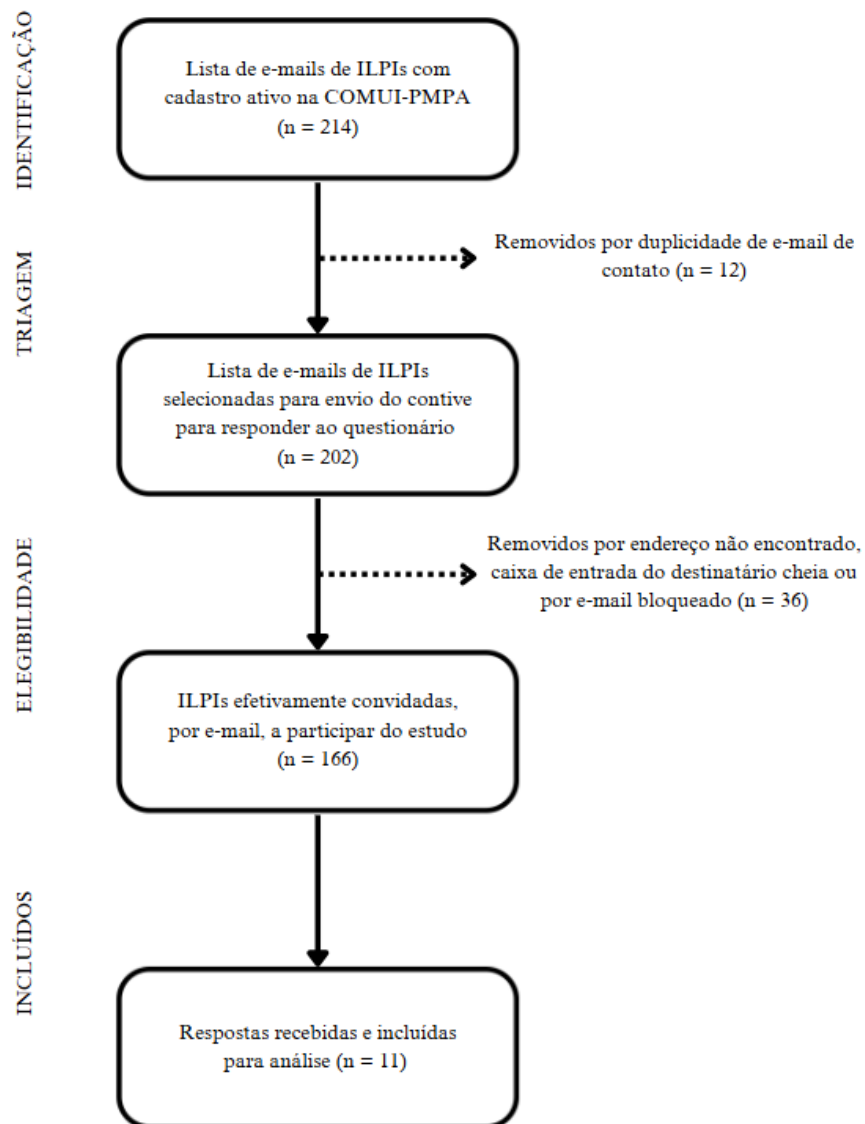 IDENTIFICAÇÃO
Lista de e-mails de ILPIs com
cadastro ativo na COMUI-PMPA
(n = 214)
TRIAGEM
Removidos por duplicidade de e-mail de
contato (n = 12)
Lista de e-mails de ILPIs
selecionadas para envio do contive
para responder ao questionário
(n = 202)
ELEGIBILIDADE
Removidos por endereço não encontrado,
caixa de entrada do destinatário cheia ou
por e-mail bloqueado (n = 36)
ILPIs efetivamente convidadas,
por e-mail, a participar do estudo
(n = 166)
INCLUÍDOS
Respostas recebidas e incluídas
para análise (n = 11)